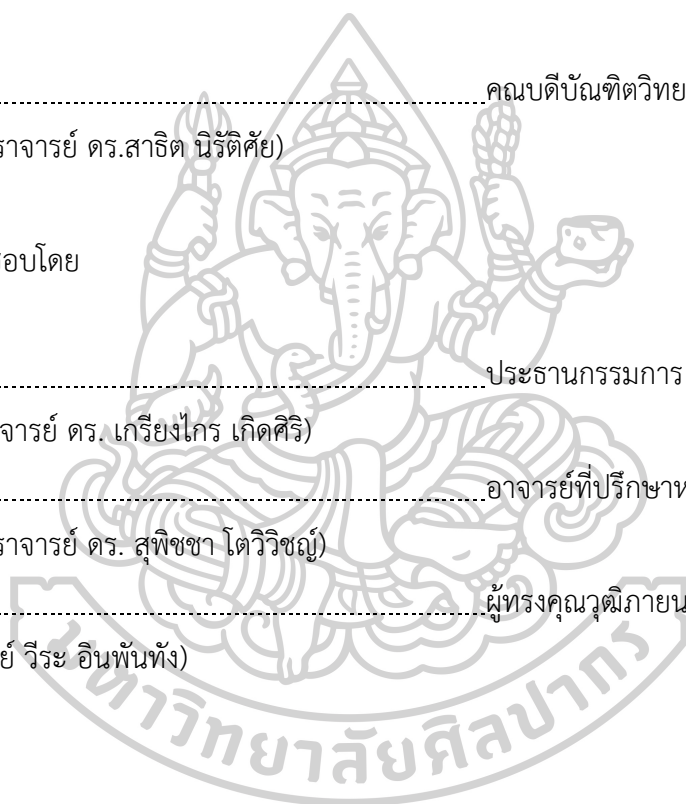 คณบดีบัณฑิตวิทย
ราจารย์ ดร.สาธิต นิรัติศัย)
อบโดย
ประธานกรรมการ
จารย์ ดร. เกรียงไกร เกิดศิริ)
อาจารย์ที่ปรึกษาห
ราจารย์ ดร. สุพิชชา โตวิวิชญ์)
ผู้ทรงคุณวุฒิภายน
ย์ วีระ อินพันทัง)
มหาวิทยาลัยศิลปากร